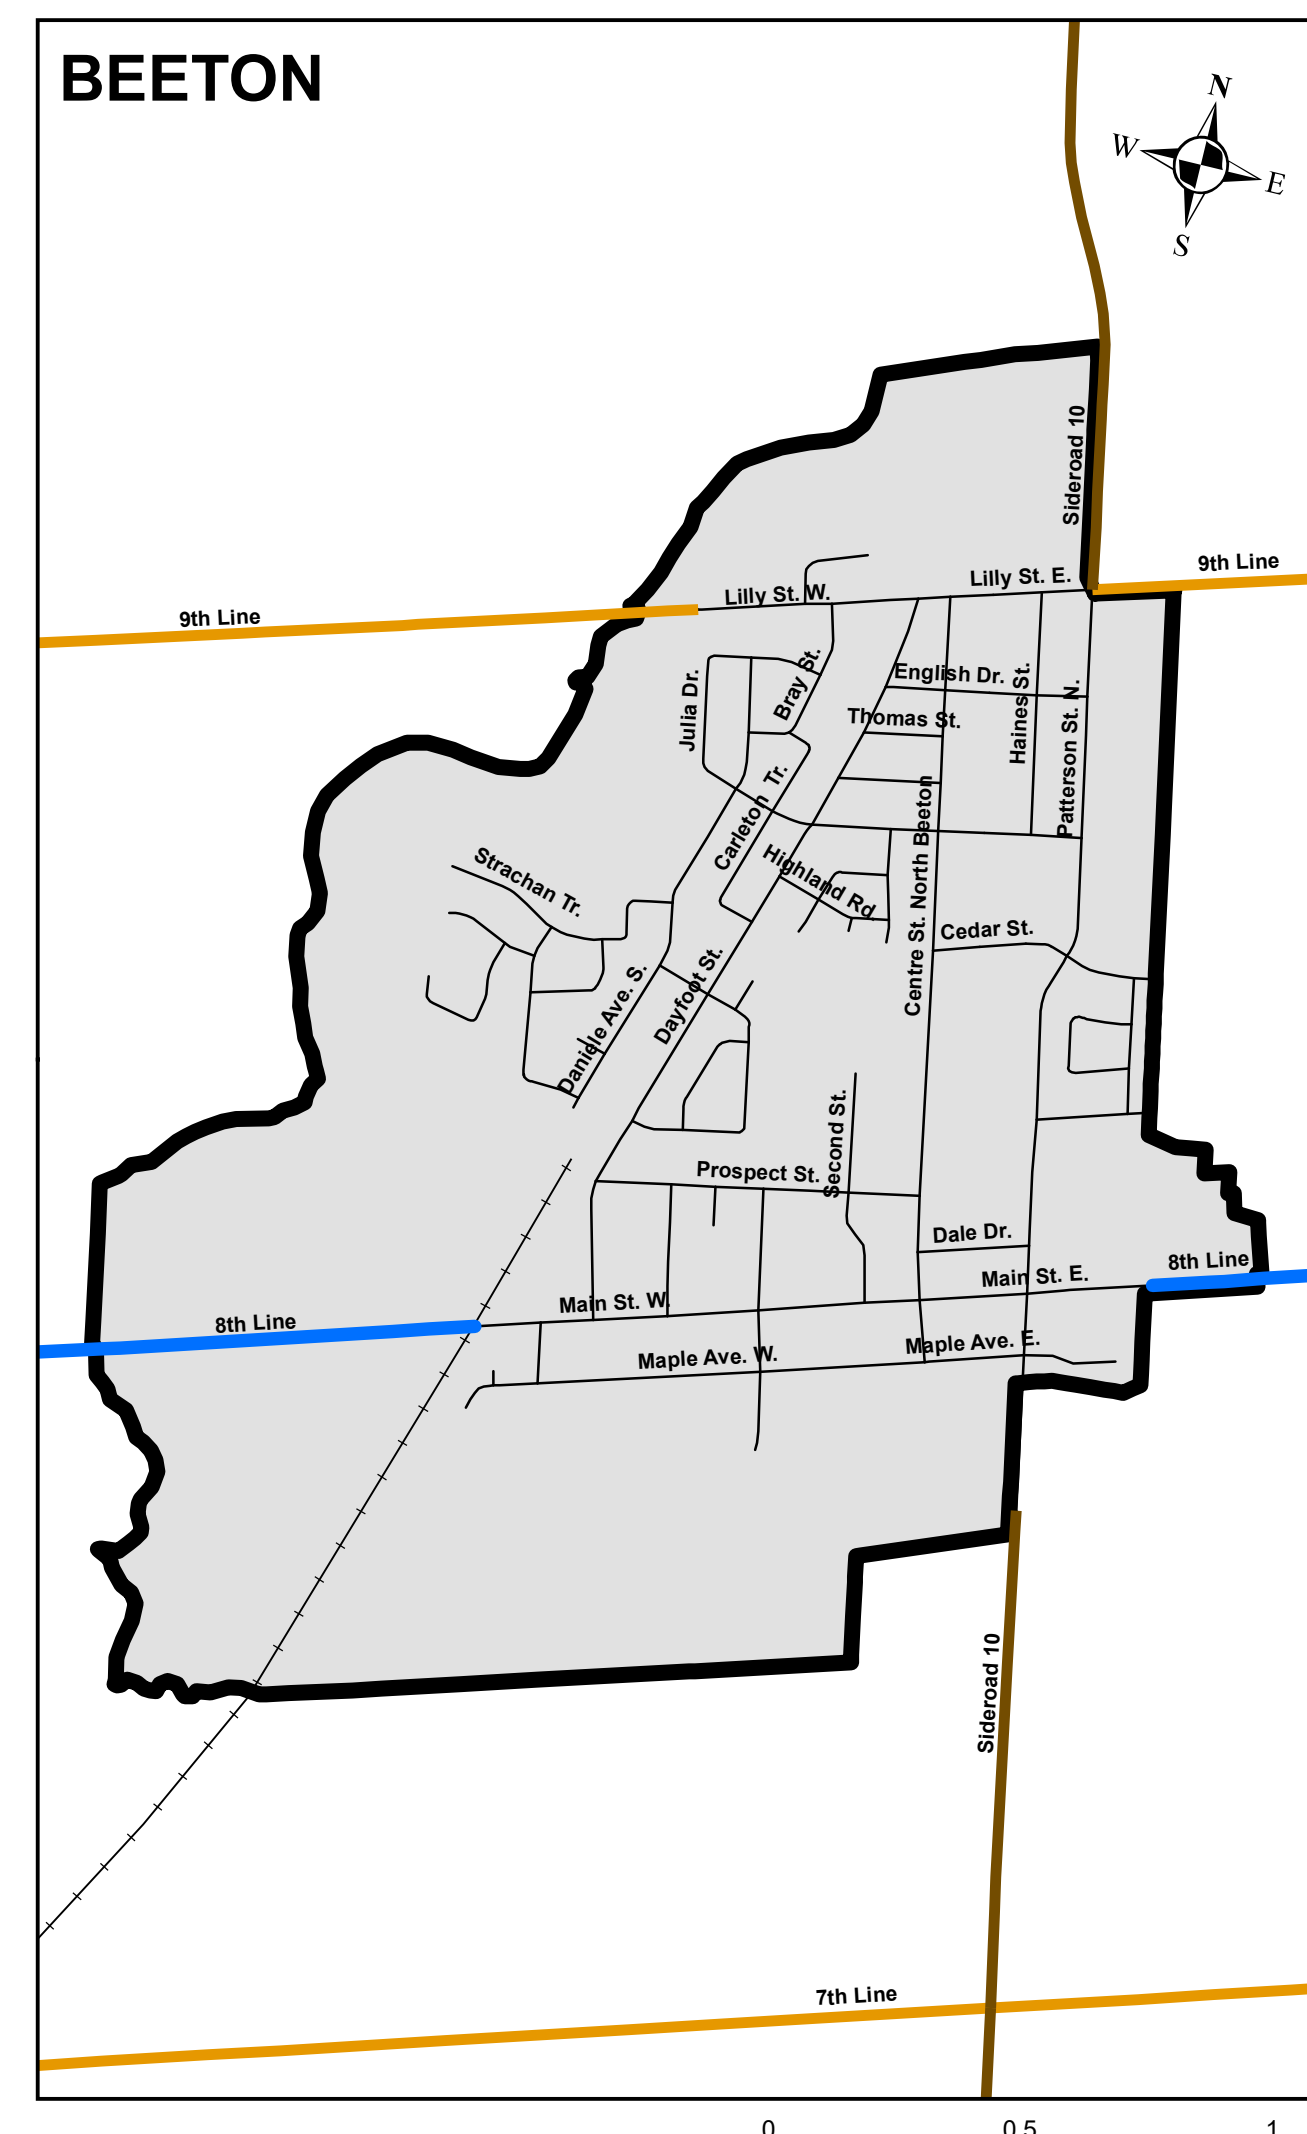 BEETON
N
W
E
S
Sideroad 10
9th Line
Lilly St. E.
Lilly St. W.
9th Line
English Dr.
Bray St.
Julia Dr.
Haines St.
Thomas St.
Patterson St. N.
Carleton Tr.
Centre St. North Beeton
Highland Rd.
Strachan Tr.
Cedar St.
Dayfoot St.
Daniele Ave. S.
Second St.
Prospect St.
Dale Dr.
8th Line
Main St. E.
Main St. W.
8th Line
Maple Ave. E.
Maple Ave. W.
Sideroad 10
7th Line
0
0.5
1